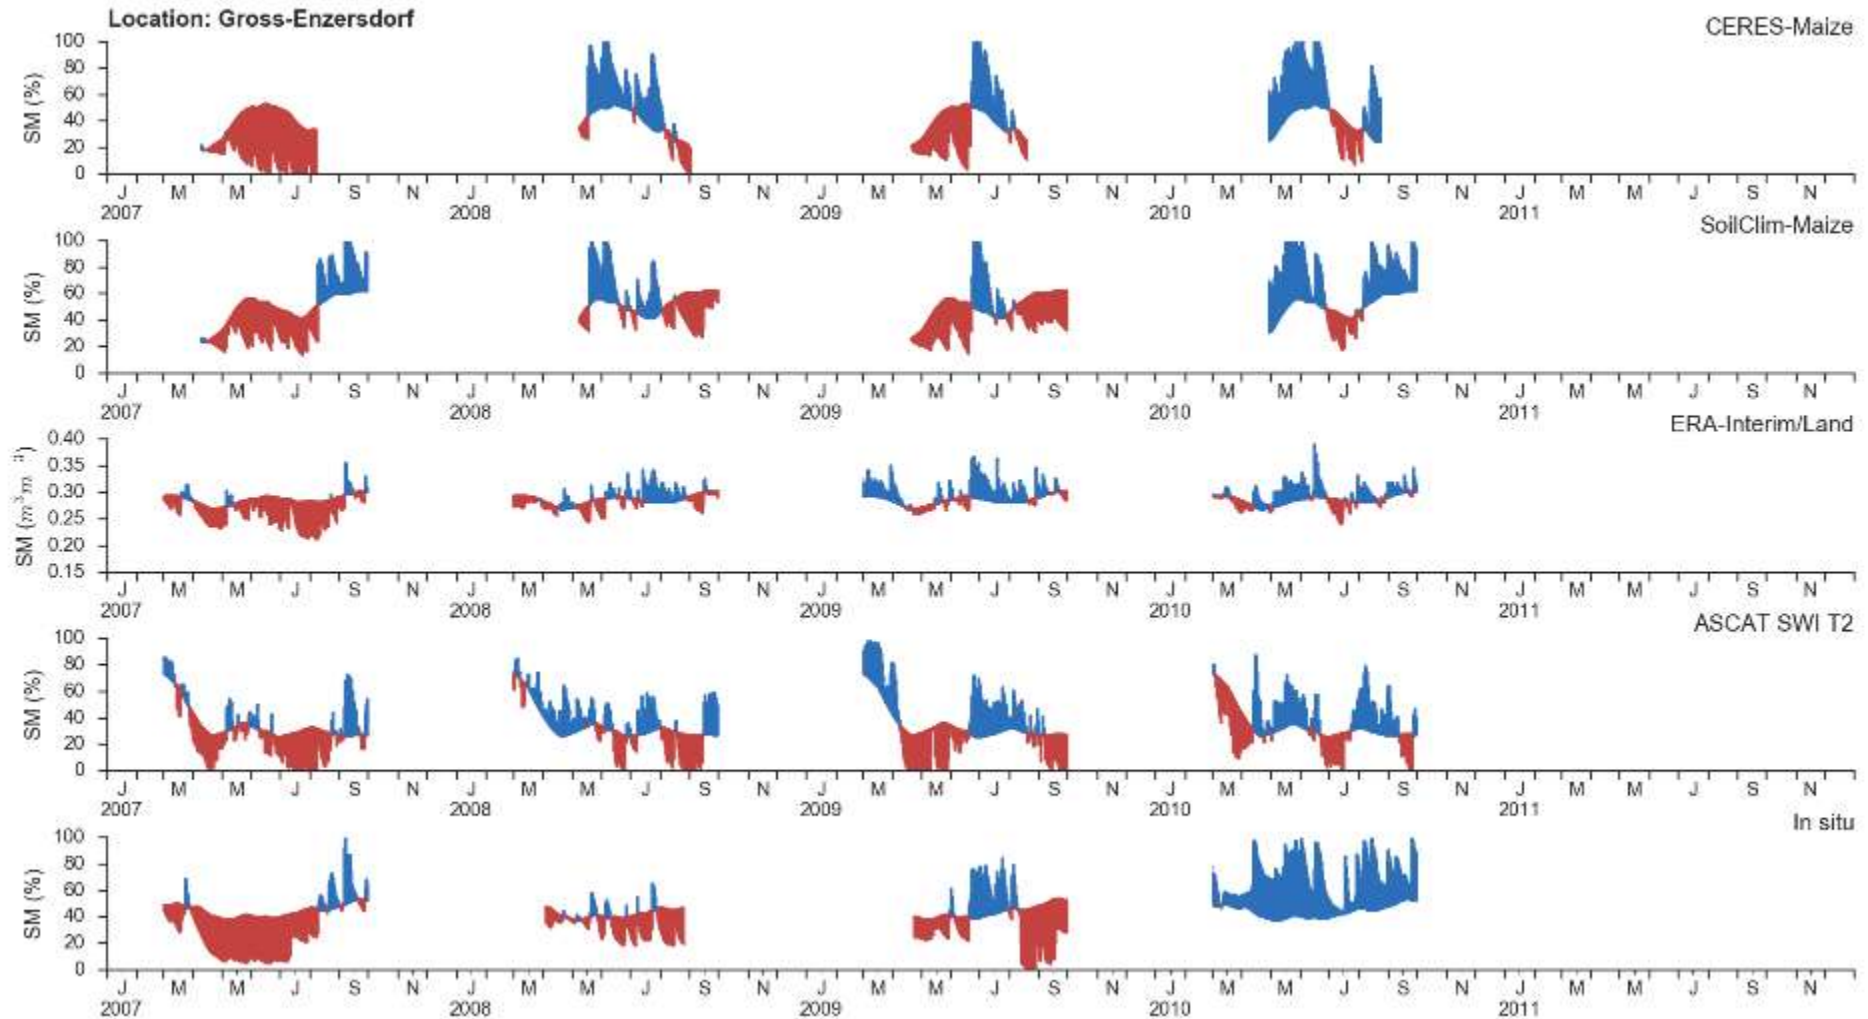 Location: Gross-Enzersdorf
CERES-Maize
100
80
60
40
20
0
SM (%)
J M M J S N J M M J S N J M M J S N J M M J S N J M M J S N
2007 2008 2009 2010 2011
SoilClim-Maize
100
80
60
40
20
0
SM (%)
J M M J S N J M M J S N J M M J S N J M M J S N J M M J S N
2007 2008 2009 2010 2011
ERA-Interim/Land
0.40
0.35
0.30
0.25
0.20
0.15
SM (m³m⁻³)
J M M J S N J M M J S N J M M J S N J M M J S N J M M J S N
2007 2008 2009 2010 2011
ASCAT SWI T2
100
80
60
40
20
0
SM (%)
J M M J S N J M M J S N J M M J S N J M M J S N J M M J S N
2007 2008 2009 2010 2011
In situ
100
80
60
40
20
0
SM (%)
J M M J S N J M M J S N J M M J S N J M M J S N J M M J S N
2007 2008 2009 2010 2011